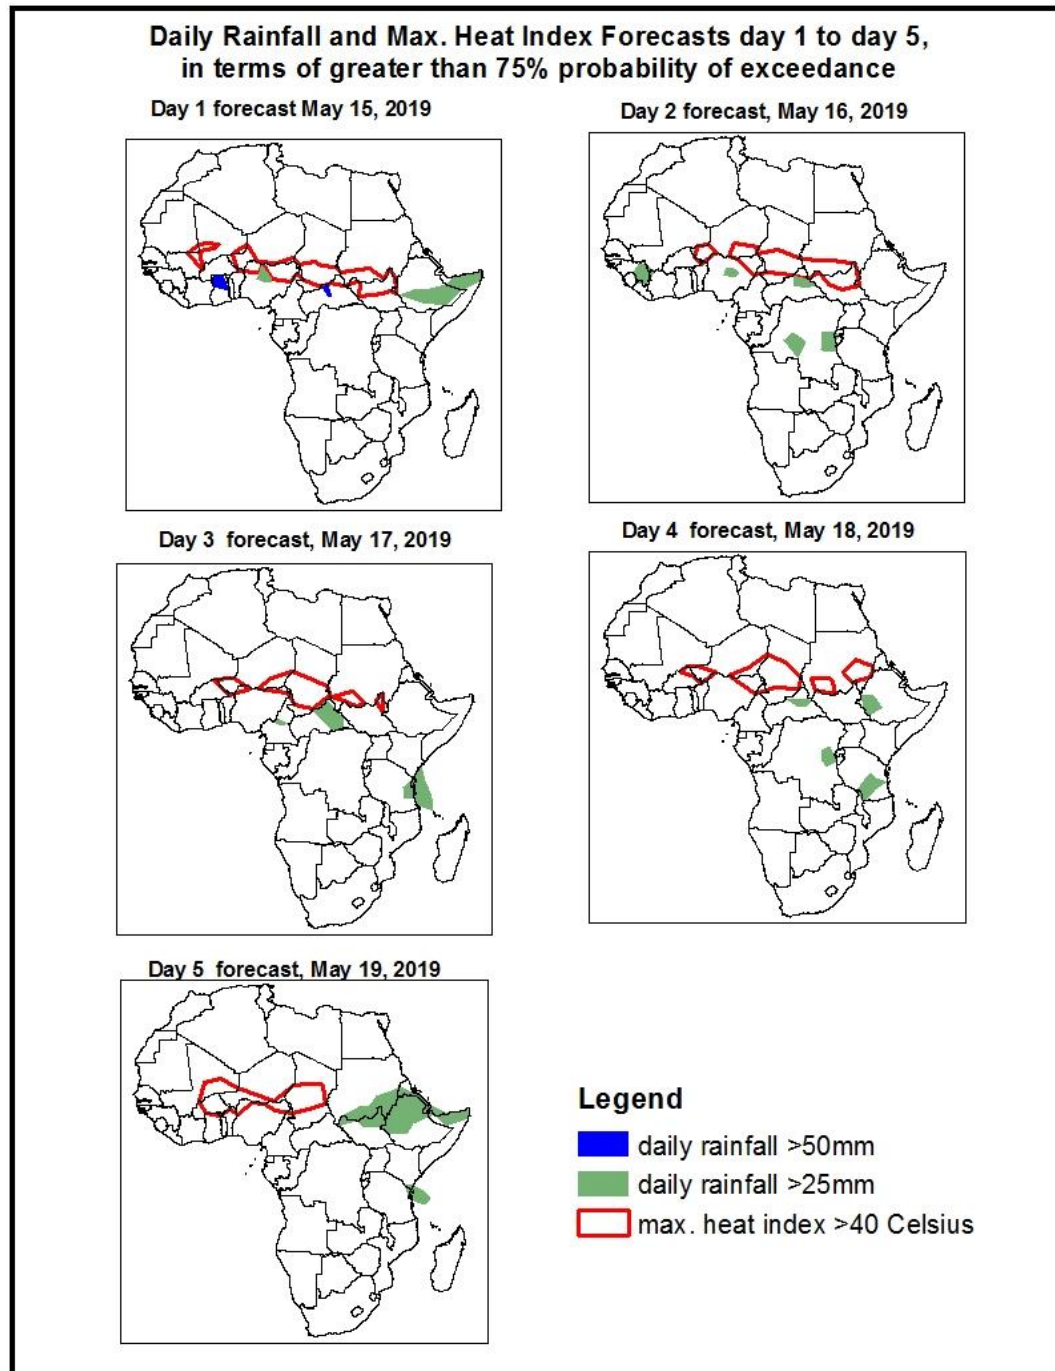 Daily Rainfall and Max. Heat Index Forecasts day 1 to day 5,
in terms of greater than 75% probability of exceedance
Day 1 forecast May 15, 2019
Day 2 forecast, May 16, 2019
Day 3 forecast, May 17, 2019
Day 4 forecast, May 18, 2019
Day 5 forecast, May 19, 2019
Legend
daily rainfall >50mm
daily rainfall >25mm
max. heat index >40 Celsius